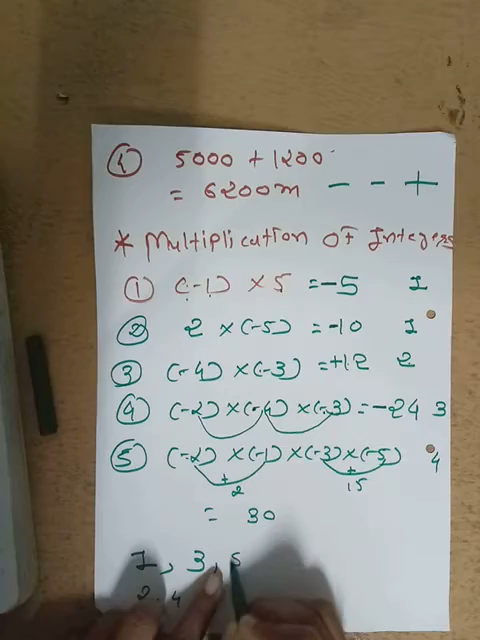 4 5000 + 1200
= 6200m - - +
* Multiplication of Integers
1 (-1) × 5 = -5 1
2 2 × (-5) = -10 1
3 (-4) × (-3) = +12 2
4 (-2) × (-4) × (-3) = -24 3
5 (-2) × (-1) × (-3) × (-5) 4
+ 2 + 15
= 30
1, 3, 5
2, 4